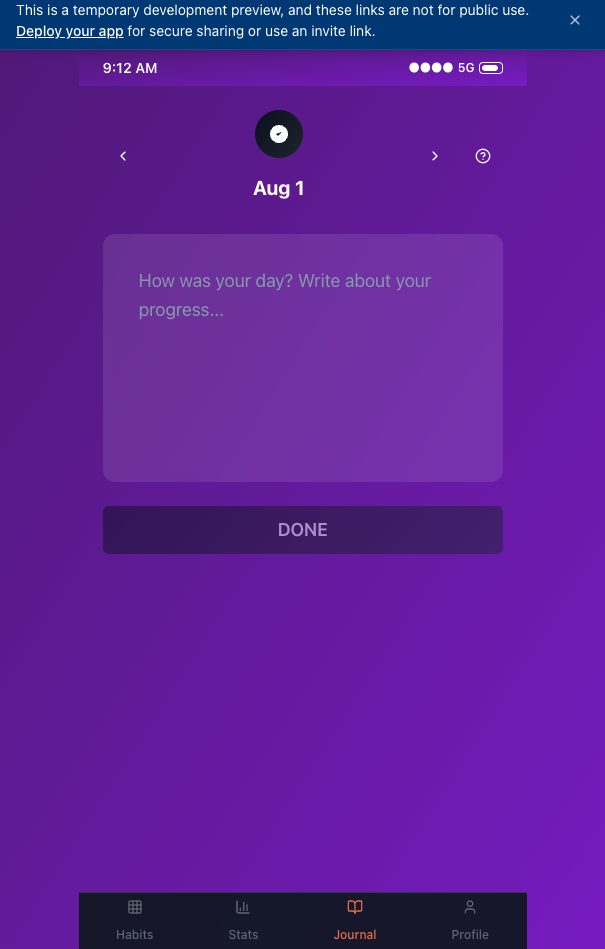 This is a temporary development preview, and these links are not for public use.
Deploy your app for secure sharing or use an invite link.
9:12 AM
5G
Aug 1
How was your day? Write about your
progress...
DONE
Habits
Stats
Journal
Profile